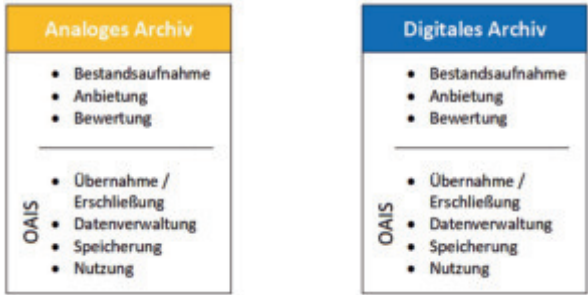 Analoges Archiv
• Bestandsaufnahme
• Anbietung
• Bewertung
OAIS
• Übernahme /
Erschließung
• Datenverwaltung
• Speicherung
• Nutzung
Digitales Archiv
• Bestandsaufnahme
• Anbietung
• Bewertung
OAIS
• Übernahme /
Erschließung
• Datenverwaltung
• Speicherung
• Nutzung